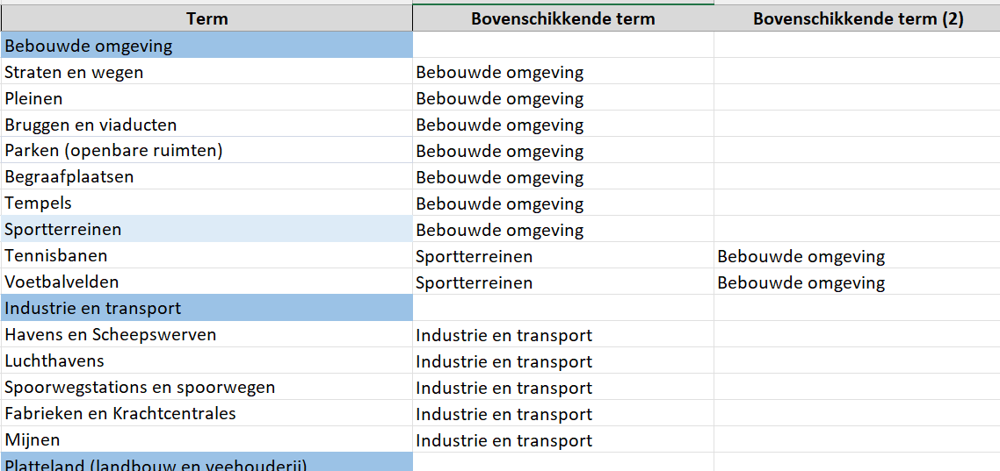 Term Bovenschikkende term Bovenschikkende term (2)
Bebouwde omgeving
Straten en wegen Bebouwde omgeving
Pleinen Bebouwde omgeving
Bruggen en viaducten Bebouwde omgeving
Parken (openbare ruimten) Bebouwde omgeving
Begraafplaatsen Bebouwde omgeving
Tempels Bebouwde omgeving
Sportterreinen Bebouwde omgeving
Tennisbanen Sportterreinen Bebouwde omgeving
Voetbalvelden Sportterreinen Bebouwde omgeving
Industrie en transport
Havens en Scheepswerven Industrie en transport
Luchthavens Industrie en transport
Spoorwegstations en spoorwegen Industrie en transport
Fabrieken en Krachtcentrales Industrie en transport
Mijnen Industrie en transport
Platteland (landbouw en veehouderij)